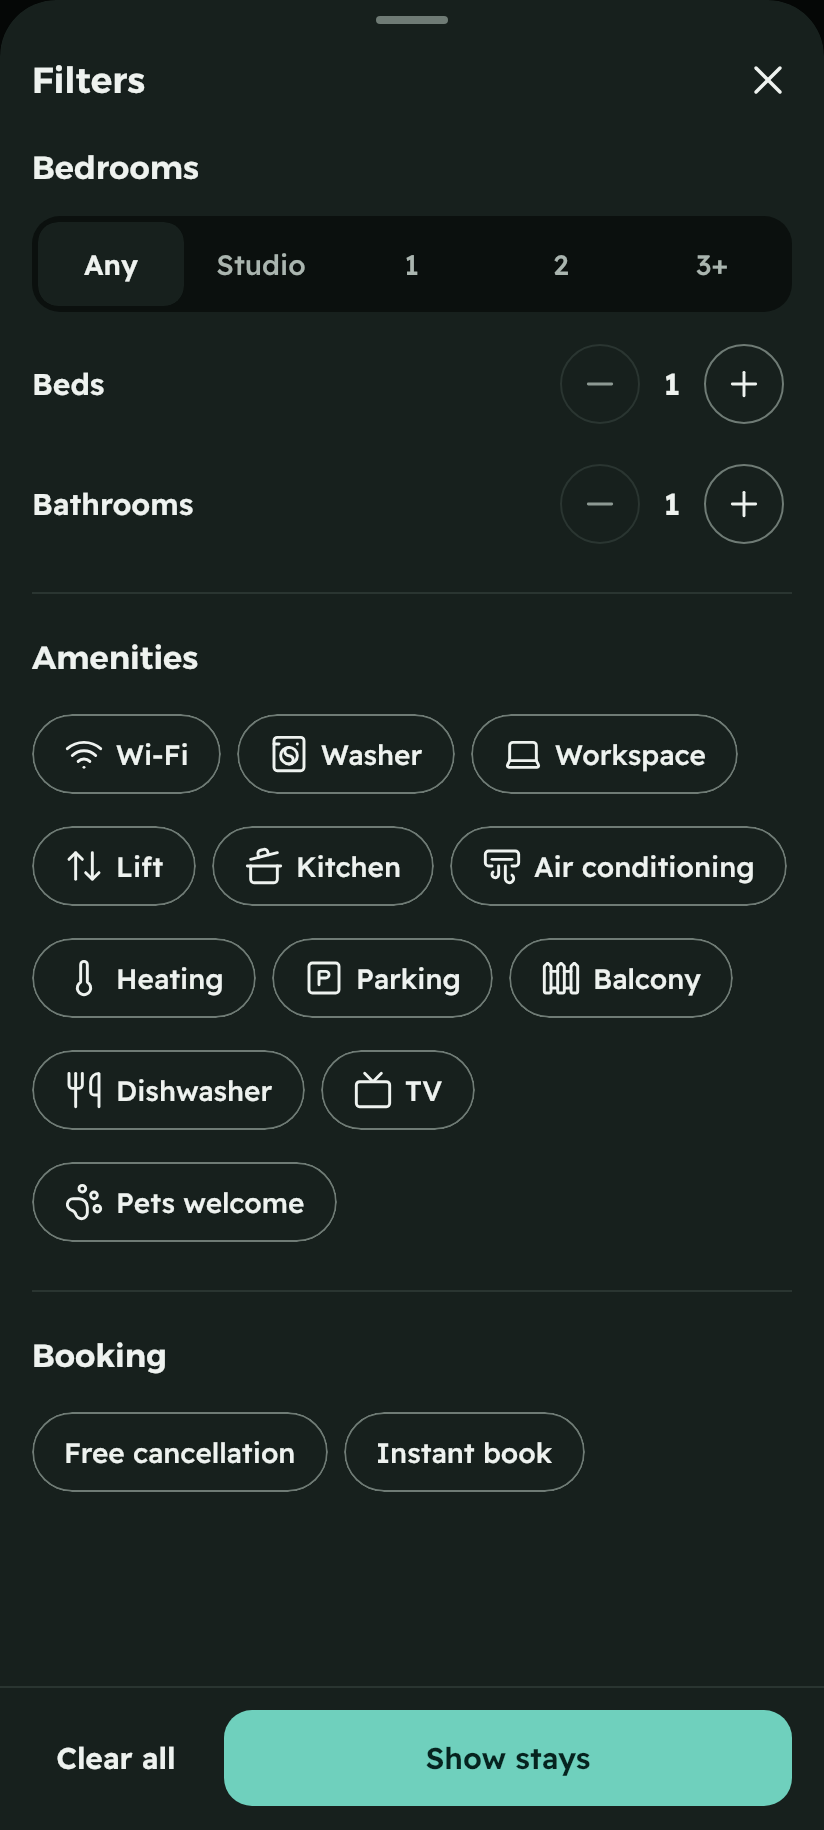 Filters
Bedrooms
Any Studio 1 2 3+
Beds 1
Bathrooms 1
Amenities
Wi-Fi Washer Workspace
Lift Kitchen Air conditioning
Heating P Parking Balcony
Dishwasher TV
Pets welcome
Booking
Free cancellation Instant book
Clear all Show stays